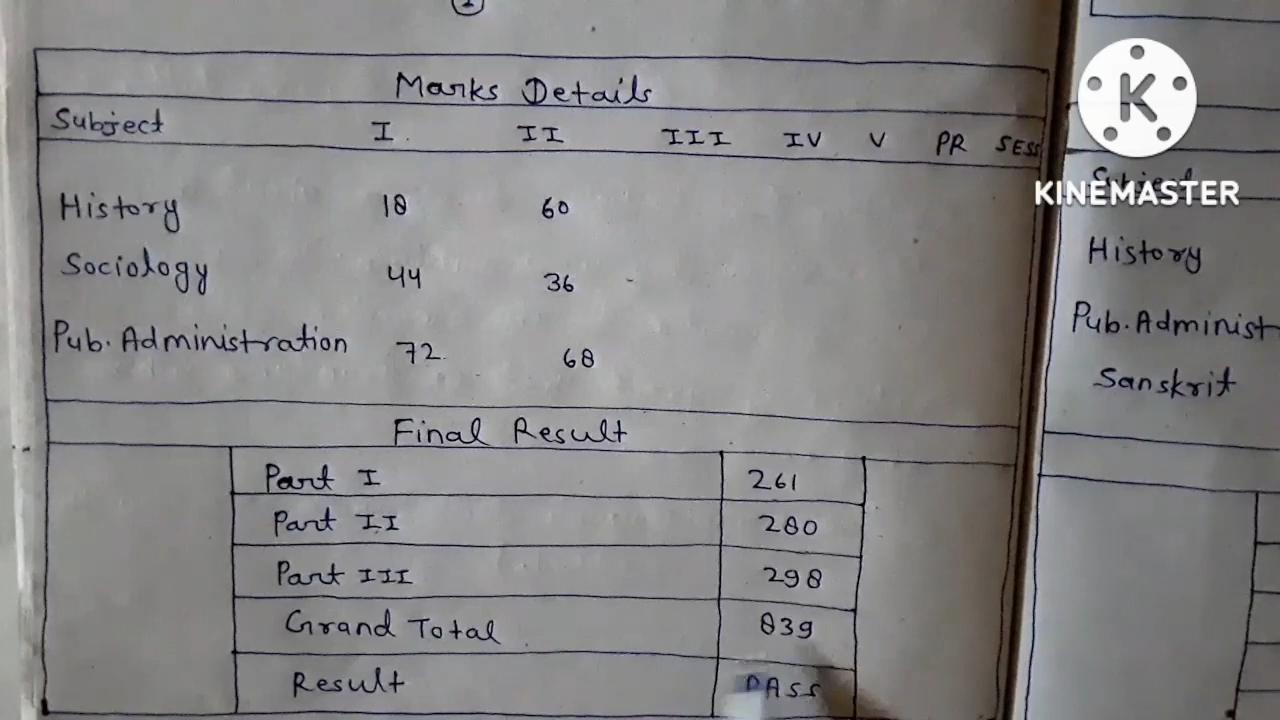 1
Marks Details
Subject I. II III IV V PR SESS
History 18 60
Sociology 44 36
Pub. Administration 72 68
Final Result
Part I 261
Part II 280
Part III 298
Grand Total 839
Result PASS
K
KINEMASTER
Subject
History
Pub. Administ
Sanskrit